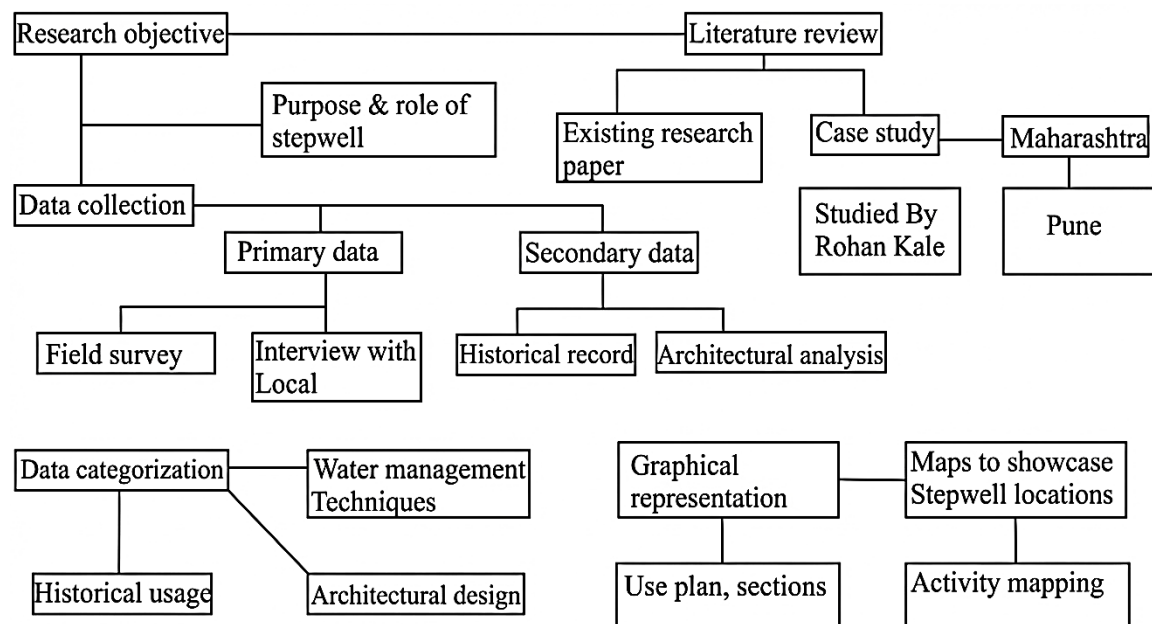 Research objective
Literature review
Purpose & role of
stepwell
Existing research
paper
Case study
Maharashtra
Data collection
Studied By
Rohan Kale
Pune
Primary data
Secondary data
Field survey
Interview with
Local
Historical record
Architectural analysis
Data categorization
Water management
Techniques
Graphical
representation
Maps to showcase
Stepwell locations
Historical usage
Architectural design
Use plan, sections
Activity mapping